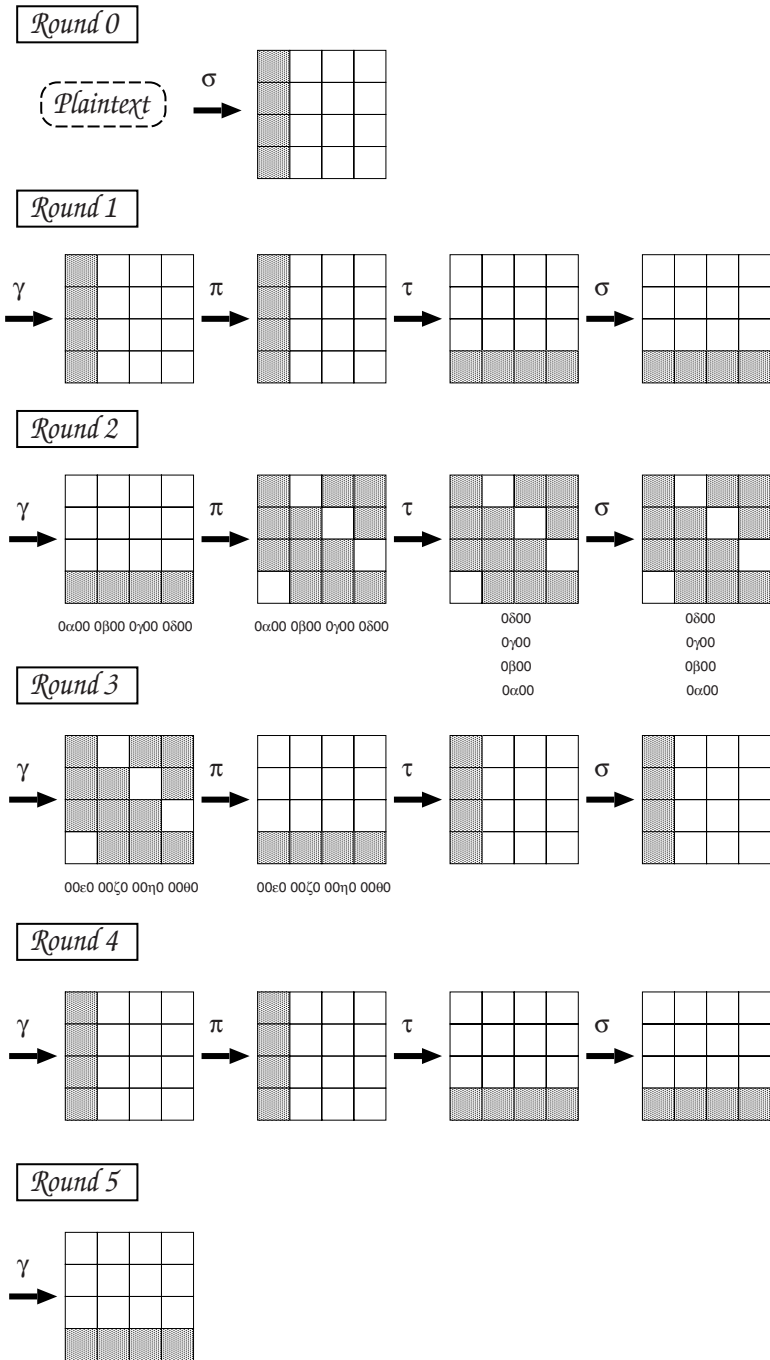 Round 0
Plaintext σ
Round 1
γ π τ σ
Round 2
γ π τ σ
0α00 0β00 0γ00 0δ00 0α00 0β00 0γ00 0δ00 0δ00 0δ00
0γ00 0γ00
0β00 0β00
0α00 0α00
Round 3
γ π τ σ
00ε0 00ζ0 00η0 00θ0 00ε0 00ζ0 00η0 00θ0
Round 4
γ π τ σ
Round 5
γ